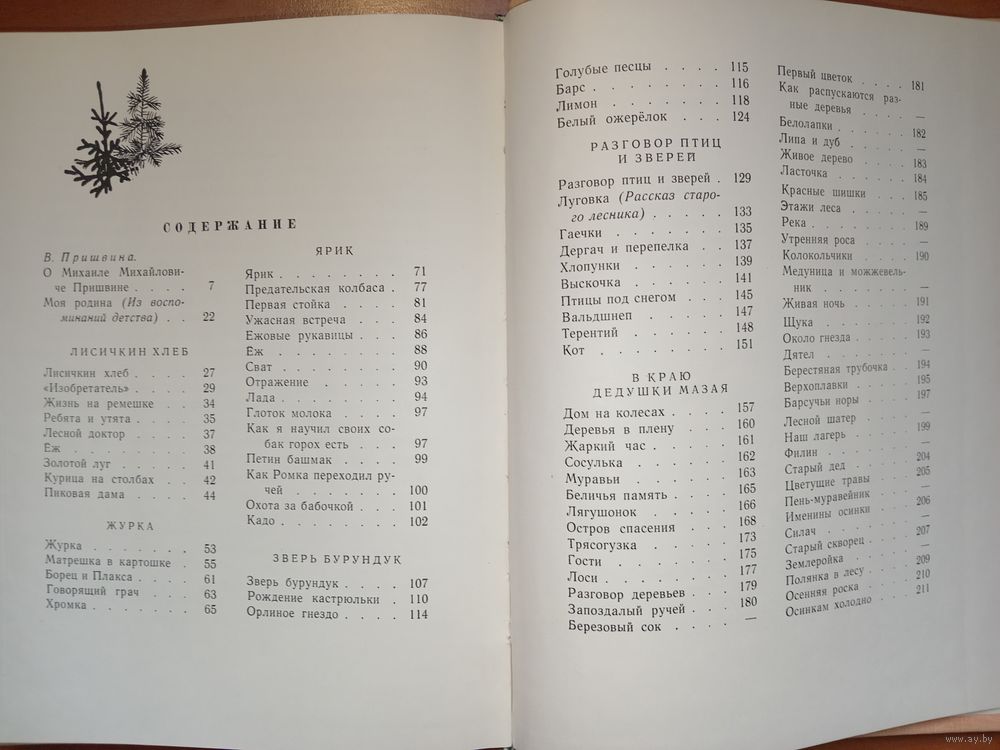 СОДЕРЖАНИЕ
В. Пришвина.
О Михаиле Михайлови-
че Пришвине . . . . 7
Моя родина (Из воспо-
минаний детства) . . 22
ЛИСИЧКИН ХЛЕБ
Лисичкин хлеб . . . . 27
«Изобретатель» . . . . 29
Жизнь на ремешке . . 34
Ребята и утята . . . . 35
Лесной доктор . . . . 37
Ёж . . . . . . . . 38
Золотой луг . . . . . 41
Курица на столбах . . 42
Пиковая дама . . . . 44
ЖУРКА
Журка . . . . . . . 53
Матрешка в картошке . 55
Борец и Плакса . . . . 61
Говорящий грач . . . 63
Хромка . . . . . . . 65
ЯРИК
Ярик . . . . . . . . 71
Предательская колбаса . 77
Первая стойка . . . . 81
Ужасная встреча . . . 84
Ежовые рукавицы . . . 86
Ёж . . . . . . . . 88
Сват . . . . . . . . 90
Отражение . . . . . 93
Лада . . . . . . . . 94
Глоток молока . . . . 97
Как я научил своих со-
бак горох есть . . . 97
Петин башмак . . . . 99
Как Ромка переходил ру-
чей . . . . . . . 100
Охота за бабочкой . . . 101
Кадо . . . . . . . . 102
ЗВЕРЬ БУРУНДУК
Зверь бурундук . . . . 107
Рождение кастрюльки . 110
Орлиное гнездо . . . . 114
Голубые песцы . . . . 115
Барс . . . . . . . . 116
Лимон . . . . . . . 118
Белый ожерёлок . . . 124
РАЗГОВОР ПТИЦ
И ЗВЕРЕЙ
Разговор птиц и зверей . 129
Луговка (Рассказ старо-
го лесника) . . . . . 133
Гаечки . . . . . . . 135
Дергач и перепелка . . 137
Хлопунки . . . . . . 139
Выскочка . . . . . . 141
Птицы под снегом . . . 145
Вальдшнеп . . . . . 147
Терентий . . . . . . 148
Кот . . . . . . . . 151
В КРАЮ
ДЕДУШКИ МАЗАЯ
Дом на колесах . . . . 157
Деревья в плену . . . 160
Жаркий час . . . . . 161
Сосулька . . . . . . 162
Муравьи . . . . . . 163
Беличья память . . . . 165
Лягушонок . . . . . 166
Остров спасения . . . 168
Трясогузка . . . . . 173
Гости . . . . . . . 175
Лоси . . . . . . . . 177
Разговор деревьев . . . 179
Запоздалый ручей . . . 180
Березовый сок . . . . —
Первый цветок . . . . 181
Как распускаются раз-
ные деревья . . . . —
Белолапки . . . . . . 182
Липа и дуб . . . . . —
Живое дерево . . . . 183
Ласточка . . . . . . 184
Красные шишки . . . . 185
Этажи леса . . . . . —
Река . . . . . . . . 189
Утренняя роса . . . . —
Колокольчики . . . . 190
Медуница и можжевель-
ник . . . . . . . —
Живая ночь . . . . . 191
Щука . . . . . . . 192
Около гнезда . . . . . 193
Дятел . . . . . . . —
Берестяная трубочка . . 194
Верхоплавки . . . . . 195
Барсучьи норы . . . . 197
Лесной шатер . . . . —
Наш лагерь . . . . . 199
Филин . . . . . . . —
Старый дед . . . . . 204
Цветущие травы . . . 205
Пень-муравейник . . . —
Именины осинки . . . 206
Силач . . . . . . . —
Старый скворец . . . . 207
Землеройка . . . . . —
Полянка в лесу . . . . 209
Осенняя роска . . . . 210
Осинкам холодно . . . 211
www.ay.by